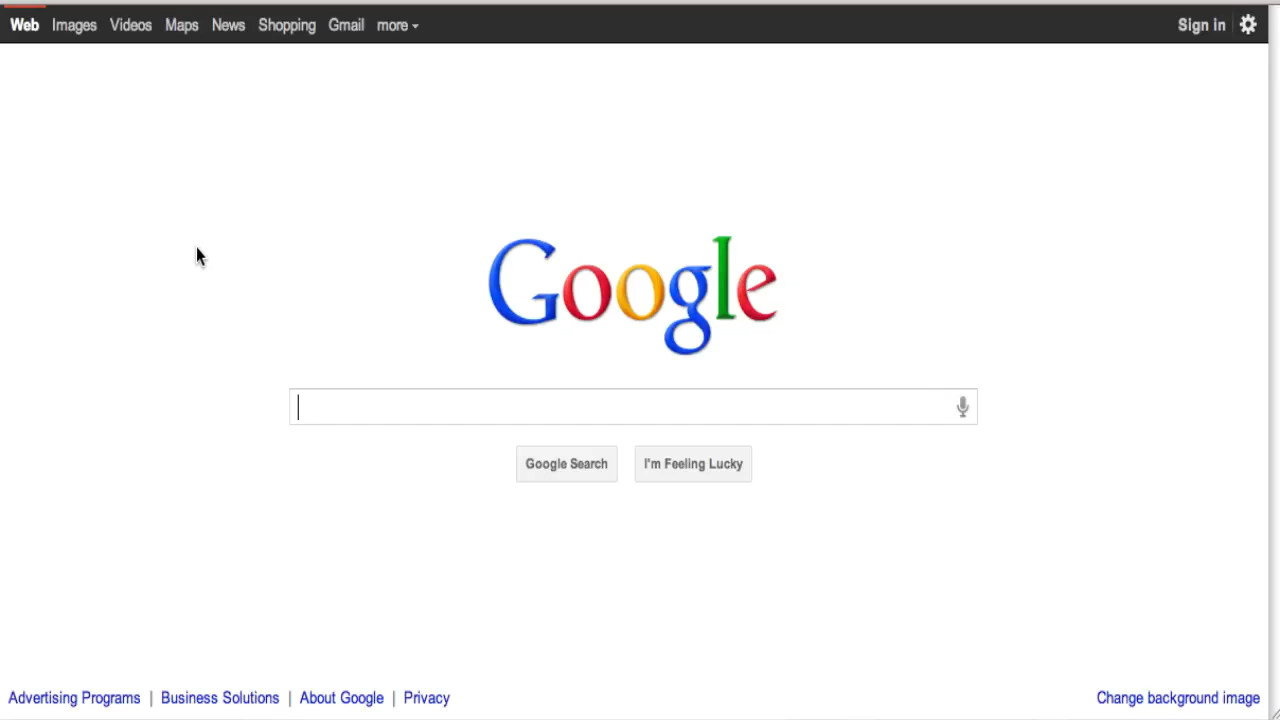 Web Images Videos Maps News Shopping Gmail more Sign in
Google
Google Search I'm Feeling Lucky
Advertising Programs | Business Solutions | About Google | Privacy Change background image